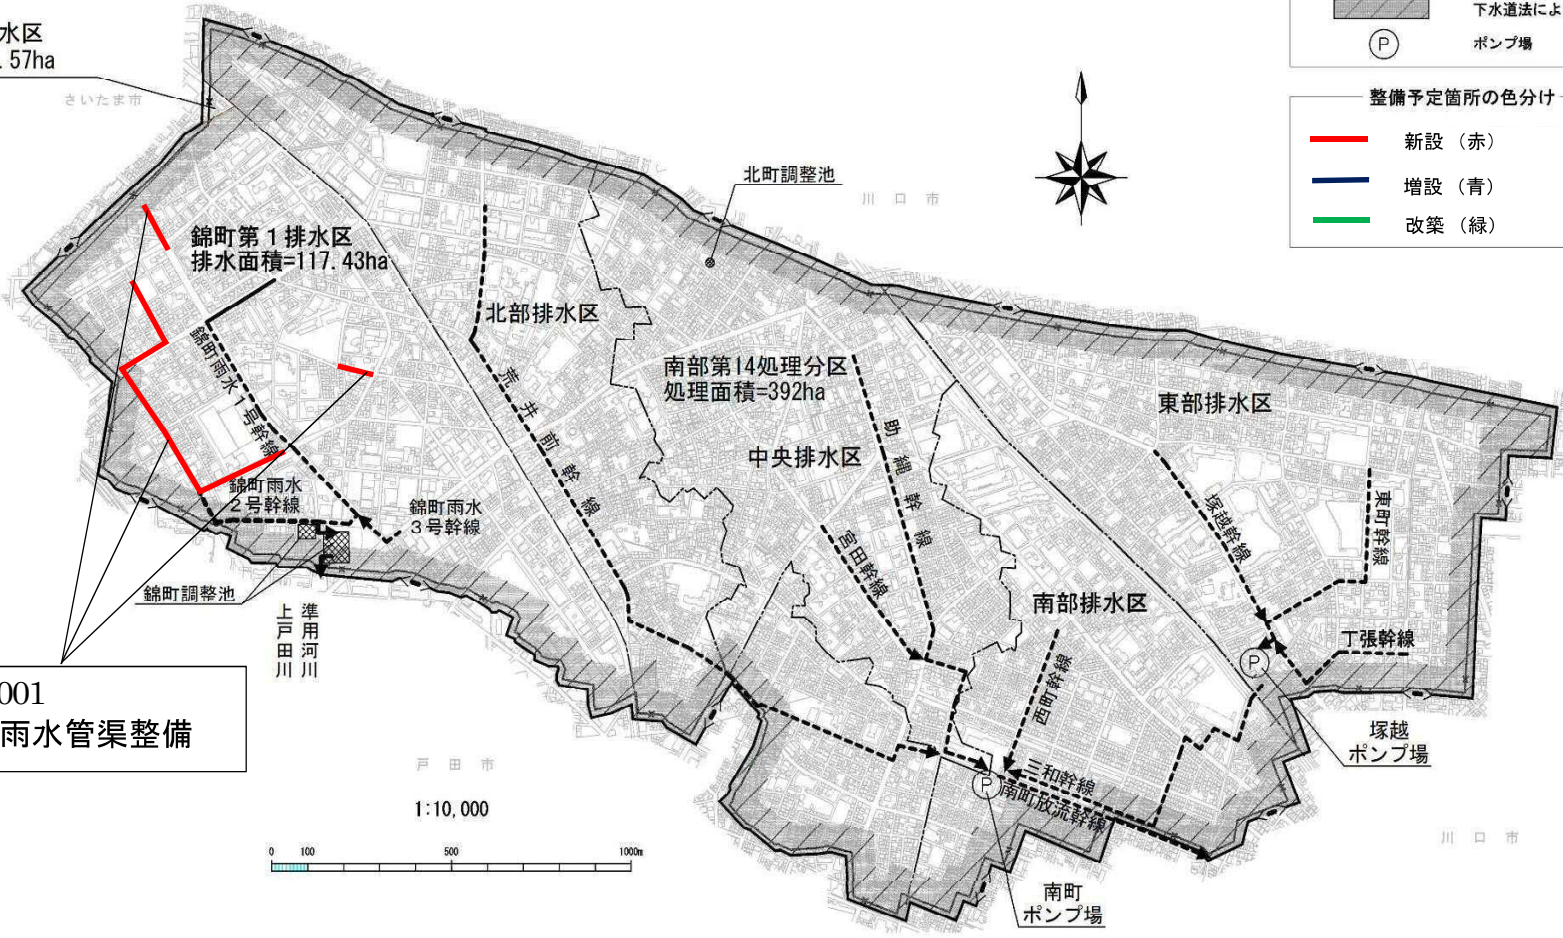 水区
.57ha
さいたま市
下水道法によ
P
ポンプ場
整備予定箇所の色分け
新設（赤）
増設（青）
改築（緑）
北町調整池
川口市
錦町第1排水区
排水面積=117.43ha
北部排水区
錦町雨水1号幹線
荒井前幹線
南部第14処理分区
処理面積=392ha
中央排水区
助縄幹線
東部排水区
錦町雨水
2号幹線
錦町雨水
3号幹線
宮田幹線
塚越幹線
東町幹線
錦町調整池
準用河川
上戸田川
南部排水区
西町幹線
丁張幹線
P
塚越
ポンプ場
001
雨水管渠整備
戸田市
三和幹線
P
南町放流幹線
1:10,000
0 100 500 1000m
川口市
南町
ポンプ場